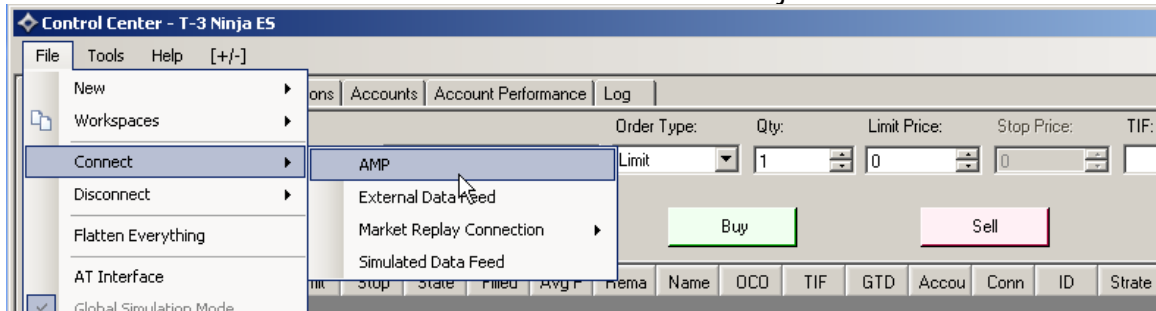 Control Center - T-3 Ninja ES
File Tools Help [+/-]
New
ons Accounts Account Performance Log
Workspaces
Order Type: Qty: Limit Price: Stop Price: TIF:
Connect
AMP
Limit 1 0 0
Disconnect
External Data Feed
Flatten Everything
Market Replay Connection
Buy Sell
Simulated Data Feed
AT Interface
Stop State Filled Avg F Rema Name OCO TIF GTD Accou Conn ID Strate
Global Simulation Mode